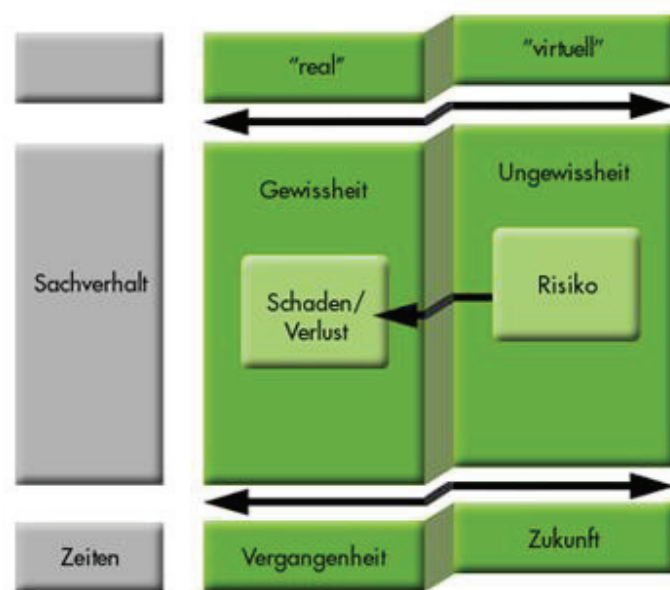 "real"
"virtuell"
Gewissheit
Ungewissheit
Sachverhalt
Schaden/
Verlust
Risiko
Zeiten
Vergangenheit
Zukunft